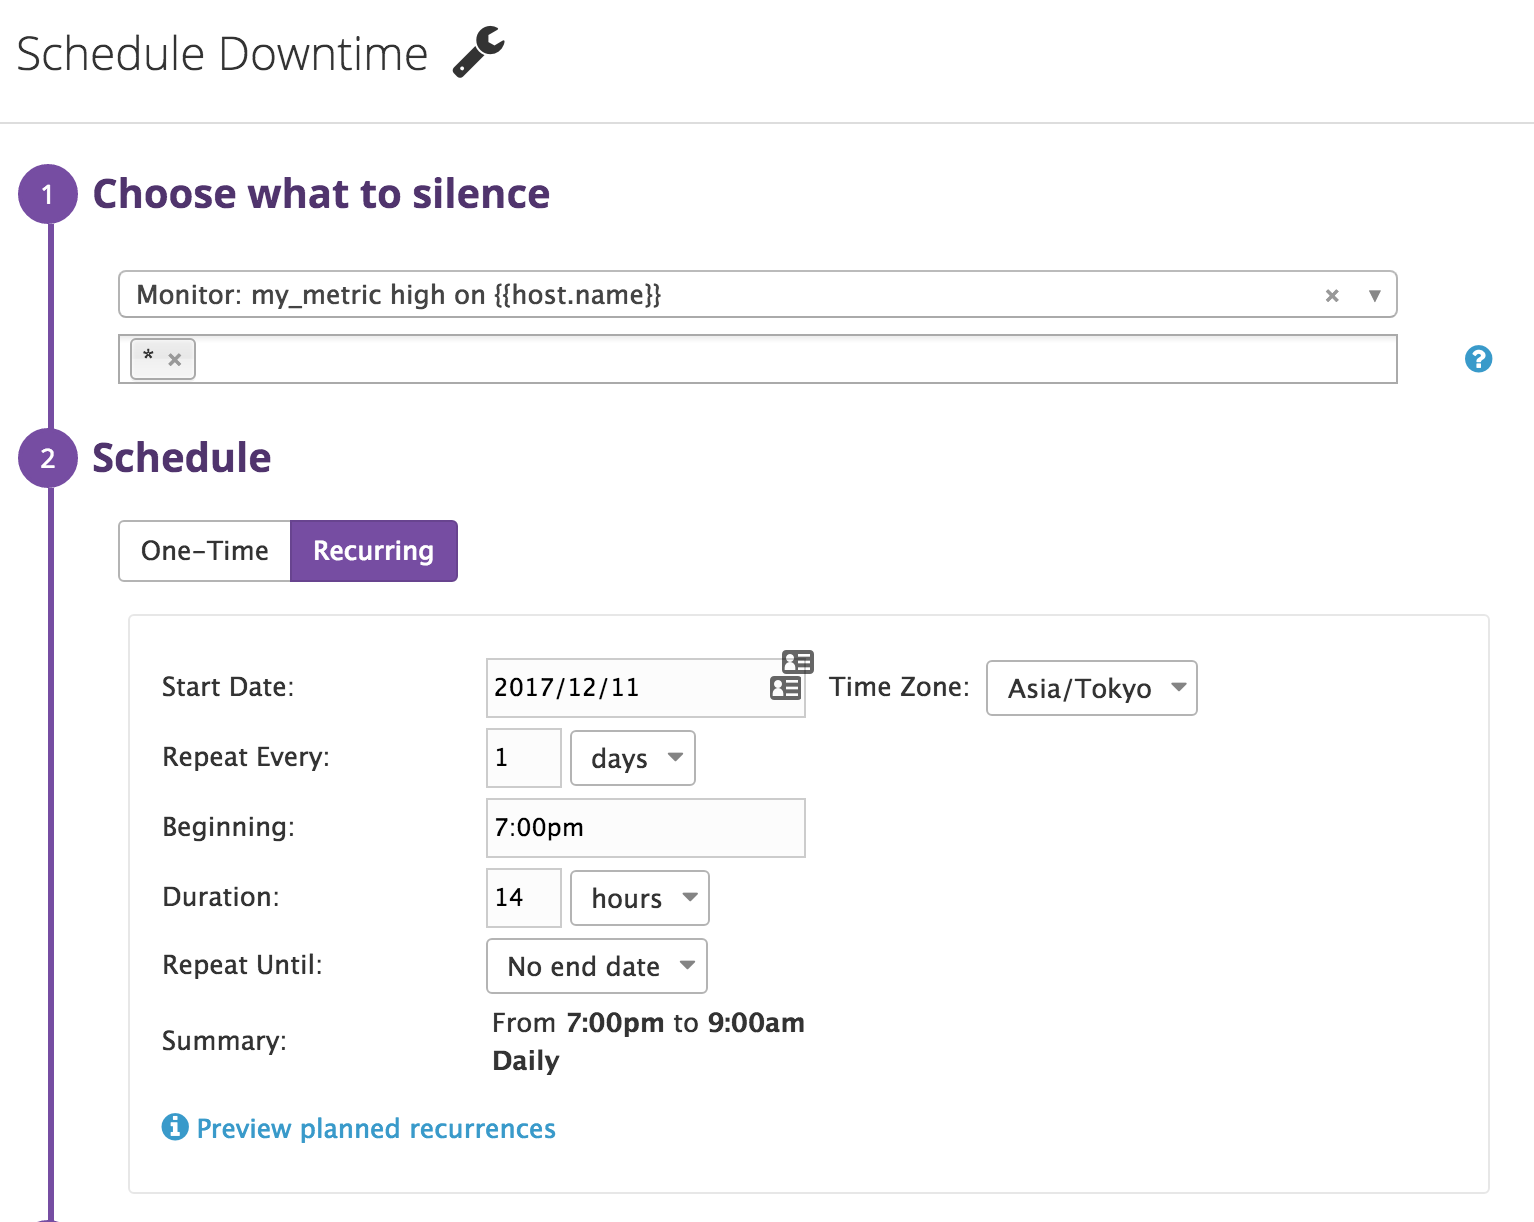 Schedule Downtime
1 Choose what to silence
Monitor: my_metric high on {{host.name}} × ▼
* ×
?
2 Schedule
One-Time Recurring
Start Date: 2017/12/11 Time Zone: Asia/Tokyo
Repeat Every: 1 days
Beginning: 7:00pm
Duration: 14 hours
Repeat Until: No end date
Summary: From 7:00pm to 9:00am
Daily
i Preview planned recurrences